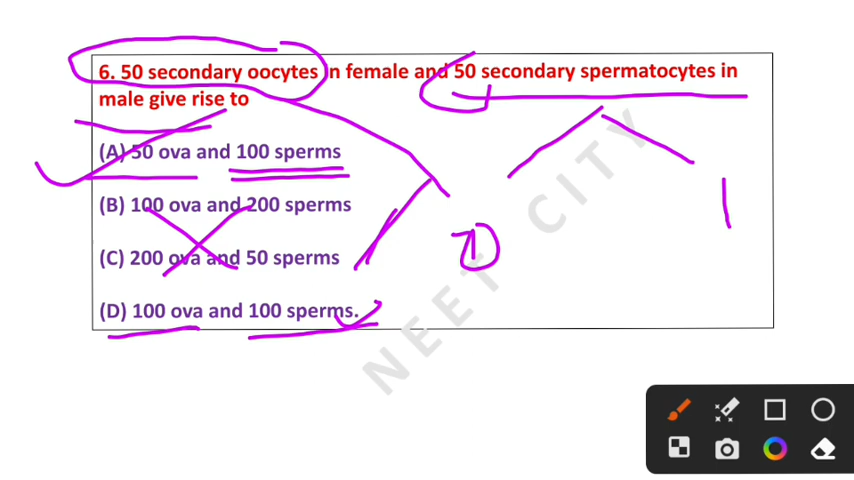 6. 50 secondary oocytes in female and 50 secondary spermatocytes in
male give rise to
(A) 50 ova and 100 sperms
(B) 100 ova and 200 sperms
(C) 200 ova and 50 sperms
(D) 100 ova and 100 sperms.
NEET CITY
1